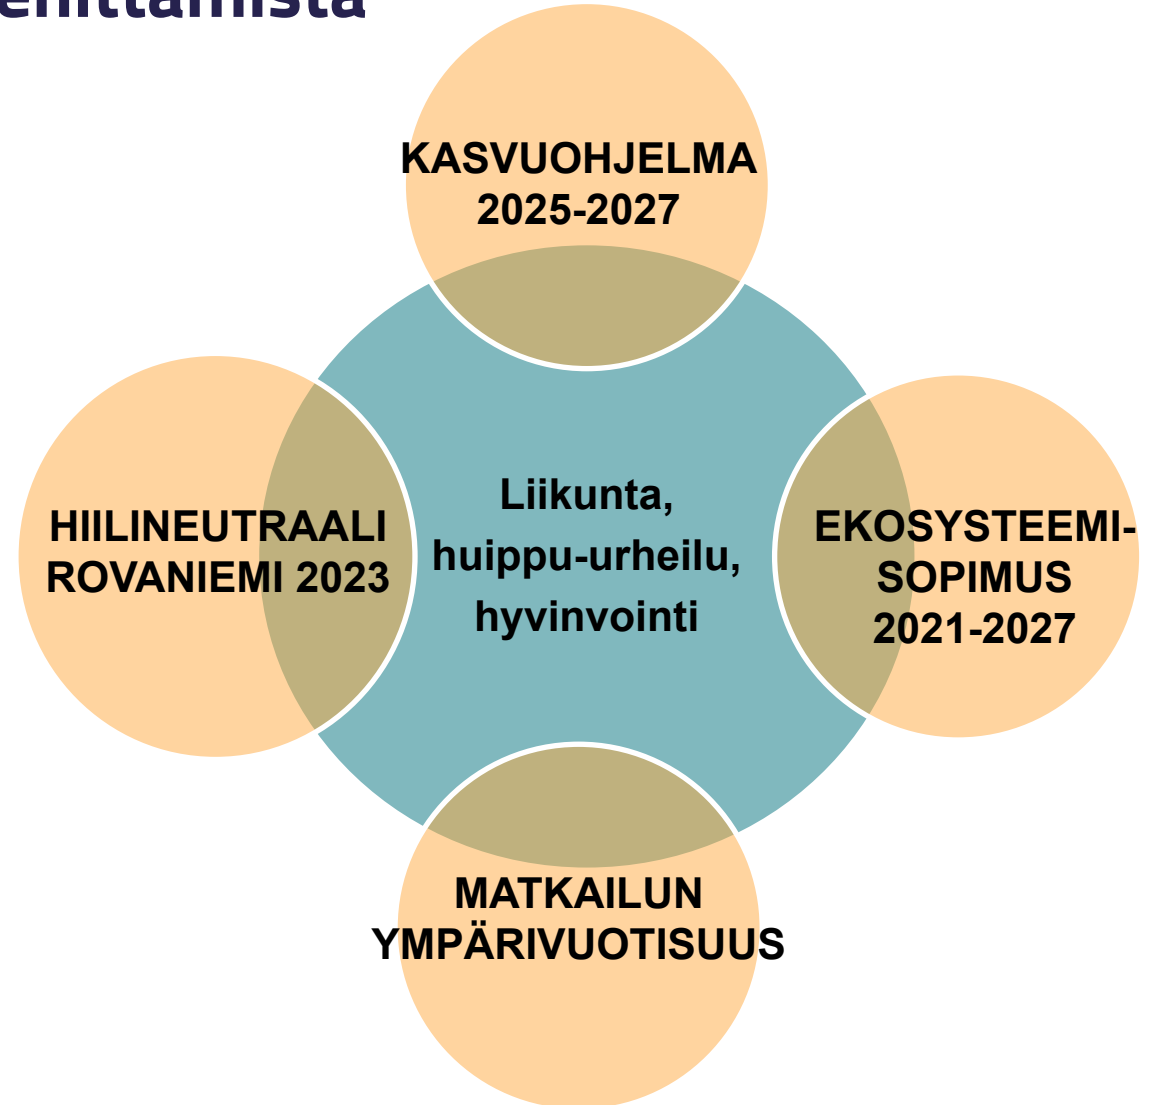 KASVUOHJELMA
2025-2027
HIILINEUTRAALI
ROVANIEMI 2023
Liikunta,
huippu-urheilu,
hyvinvointi
EKOSYSTEEMI-
SOPIMUS
2021-2027
MATKAILUN
YMPÄRIVUOTISUUS